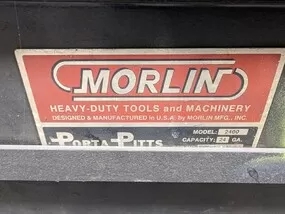 MORLIN
HEAVY-DUTY TOOLS and MACHINERY
DESIGNED & MANUFACTURED in U.S.A. by MORLIN MFG., INC.
PORTA-PITTS
MODEL: 2400
CAPACITY: 24 GA.